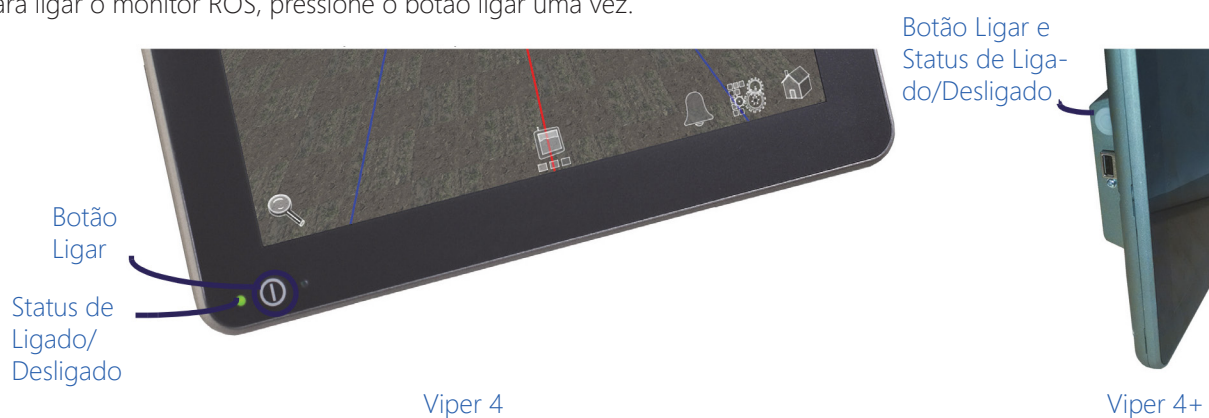 ara ligar o monitor ROS, pressione o botão ligar uma vez.
Botão Ligar e
Status de Liga-
do/Desligado
Botão
Ligar
Status de
Ligado/
Desligado
Viper 4
Viper 4+